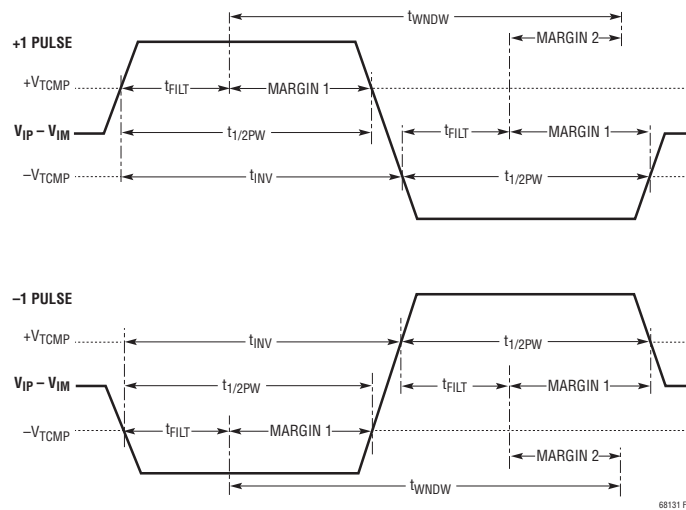 tWNDW
+1 PULSE
MARGIN 2
+VTCMP
tFILT
MARGIN 1
VIP – VIM
t1/2PW
tFILT
MARGIN 1
–VTCMP
tINV
t1/2PW
–1 PULSE
+VTCMP
tINV
t1/2PW
VIP – VIM
t1/2PW
tFILT
MARGIN 1
–VTCMP
tFILT
MARGIN 1
MARGIN 2
tWNDW
68131 F